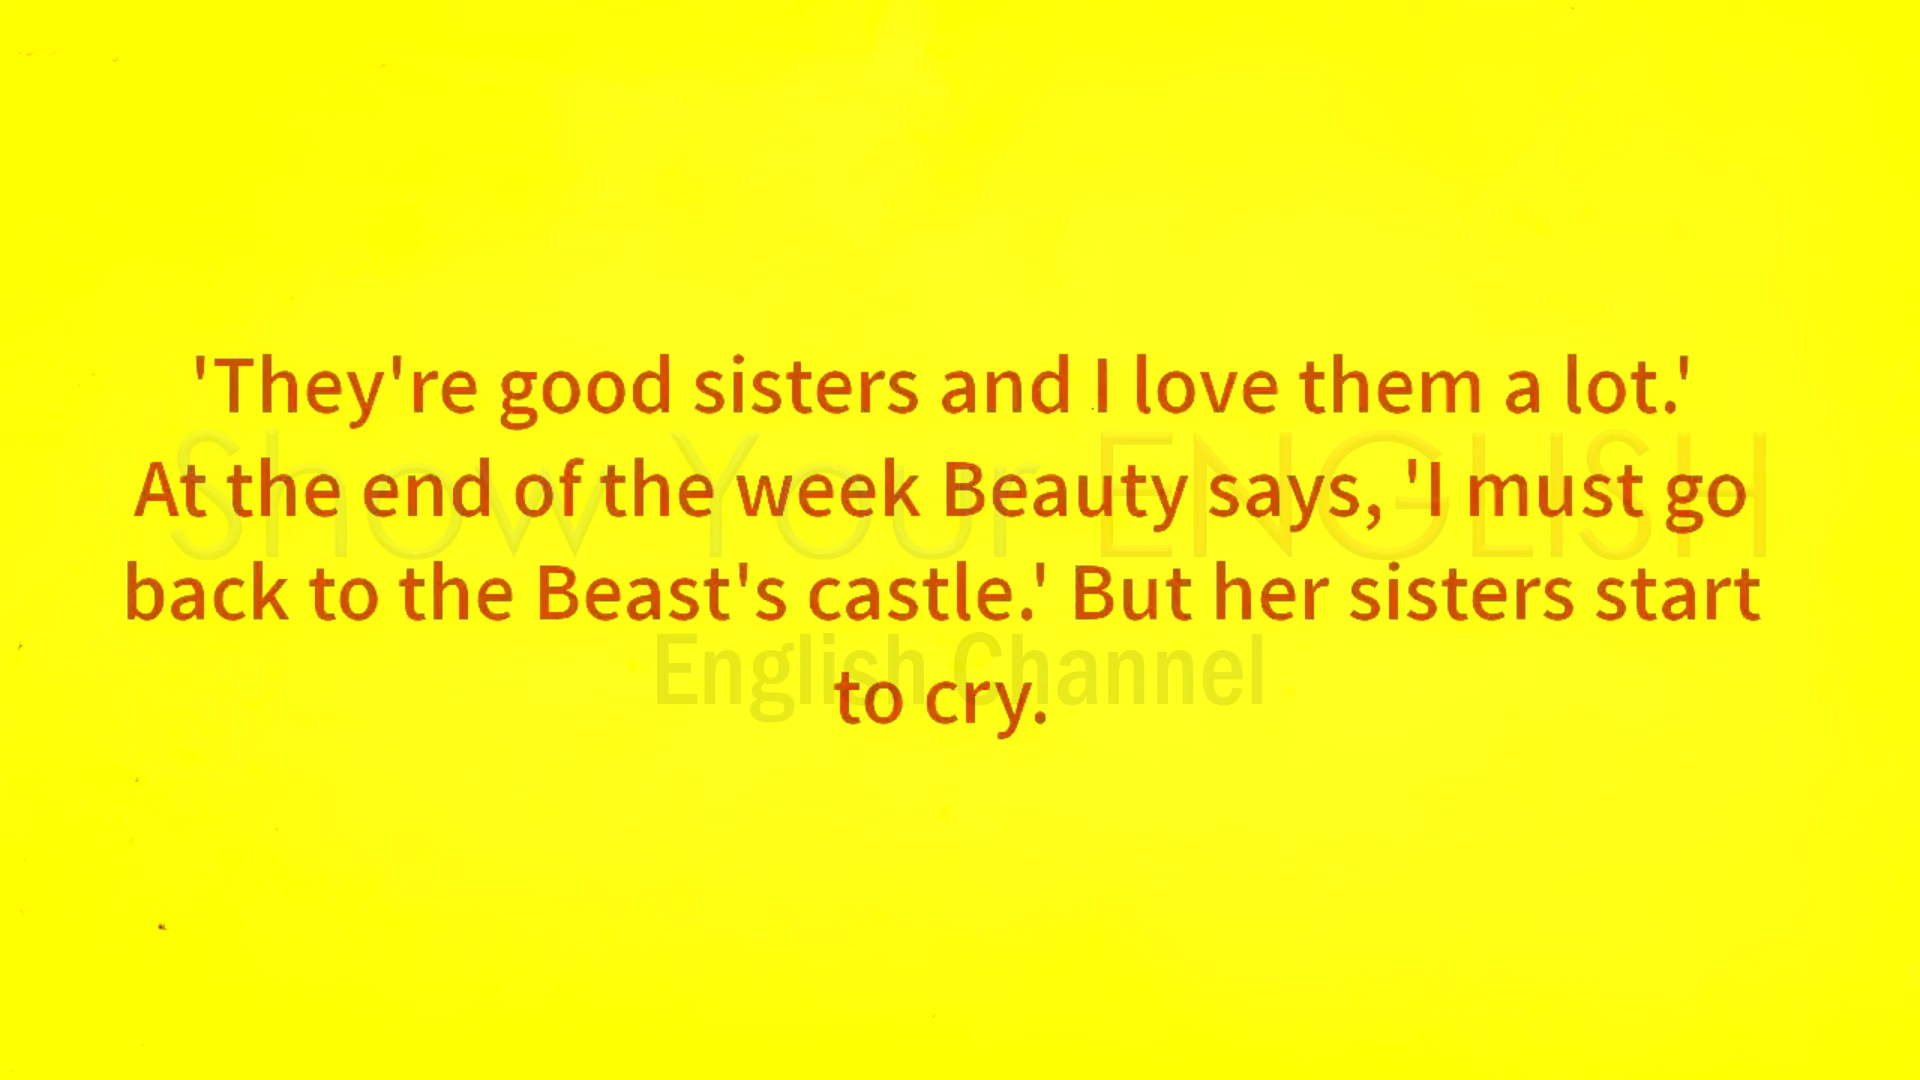 'They're good sisters and I love them a lot.'
At the end of the week Beauty says, 'I must go
back to the Beast's castle.' But her sisters start
to cry.
Show Your ENGLISH
English Channel